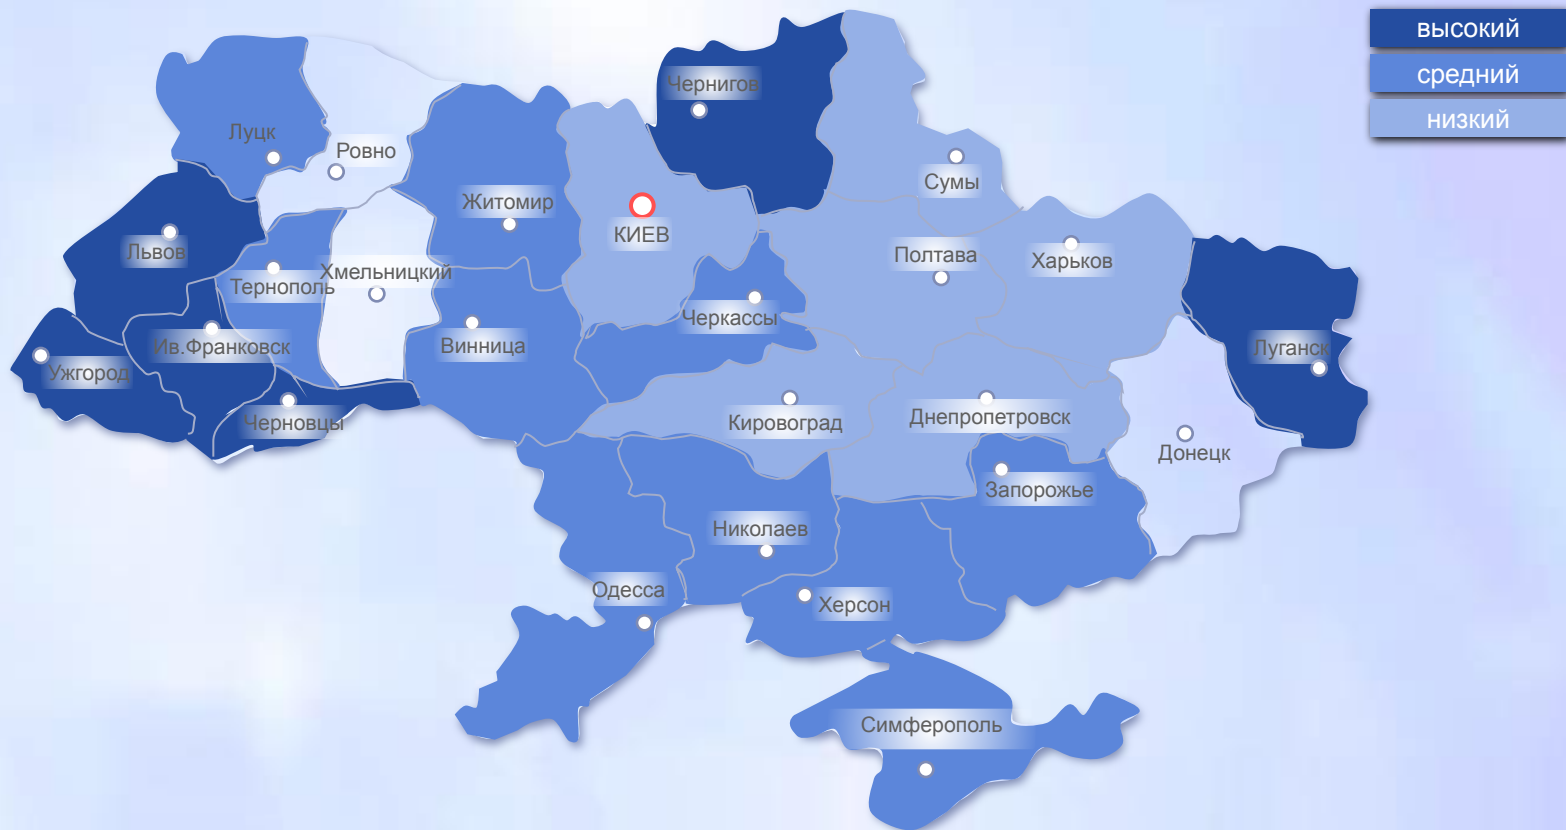 высокий
средний
низкий
Чернигов
Луцк
Ровно
Сумы
Житомир
КИЕВ
Львов
Полтава
Харьков
Хмельницкий
Тернополь
Черкассы
Винница
Ив.Франковск
Луганск
Ужгород
Черновцы
Кировоград
Днепропетровск
Донецк
Запорожье
Николаев
Одесса
Херсон
Симферополь